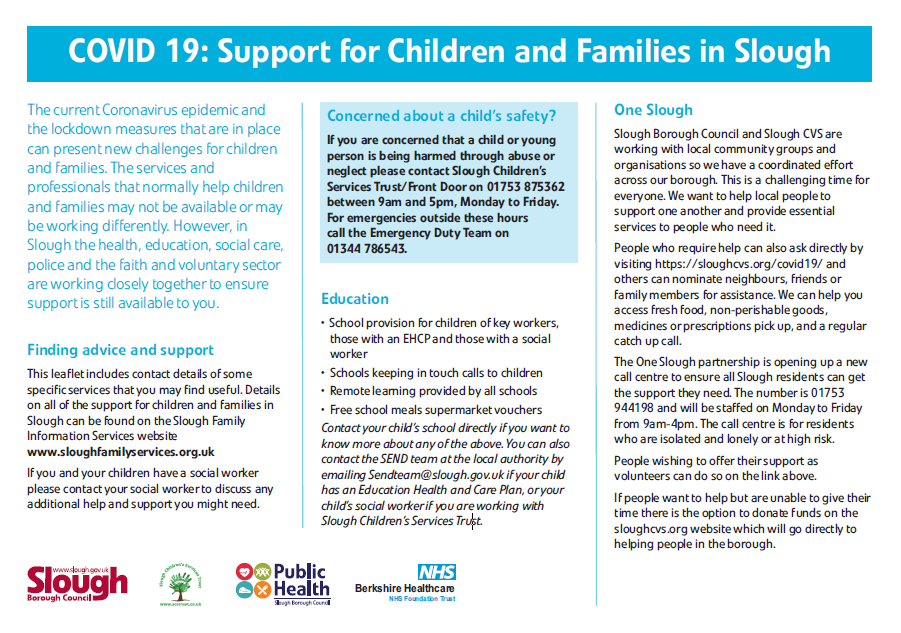 COVID 19: Support for Children and Families in Slough
The current Coronavirus epidemic and
the lockdown measures that are in place
can present new challenges for children
and families. The services and
professionals that normally help children
and families may not be available or may
be working differently. However, in
Slough the health, education, social care,
police and the faith and voluntary sector
are working closely together to ensure
support is still available to you.
Finding advice and support
This leaflet includes contact details of some
specific services that you may find useful. Details
on all of the support for children and families in
Slough can be found on the Slough Family
Information Services website
www.sloughfamilyservices.org.uk
If you and your children have a social worker
please contact your social worker to discuss any
additional help and support you might need.
Concerned about a child's safety?
If you are concerned that a child or young
person is being harmed through abuse or
neglect please contact Slough Children's
Services Trust/Front Door on 01753 875362
between 9am and 5pm, Monday to Friday.
For emergencies outside these hours
call the Emergency Duty Team on
01344 786543.
Education
• School provision for children of key workers,
those with an EHCP and those with a social
worker
• Schools keeping in touch calls to children
• Remote learning provided by all schools
• Free school meals supermarket vouchers
Contact your child's school directly if you want to
know more about any of the above. You can also
contact the SEND team at the local authority by
emailing Sendteam@slough.gov.uk if your child
has an Education Health and Care Plan, or your
child's social worker if you are working with
Slough Children's Services Trust.
One Slough
Slough Borough Council and Slough CVS are
working with local community groups and
organisations so we have a coordinated effort
across our borough. This is a challenging time for
everyone. We want to help local people to
support one another and provide essential
services to people who need it.
People who require help can also ask directly by
visiting https://sloughcvs.org/covid19/ and
others can nominate neighbours, friends or
family members for assistance. We can help you
access fresh food, non-perishable goods,
medicines or prescriptions pick up, and a regular
catch up call.
The One Slough partnership is opening up a new
call centre to ensure all Slough residents can get
the support they need. The number is 01753
944198 and will be staffed on Monday to Friday
from 9am-4pm. The call centre is for residents
who are isolated and lonely or at high risk.
People wishing to offer their support as
volunteers can do so on the link above.
If people want to help but are unable to give their
time there is the option to donate funds on the
sloughcvs.org website which will go directly to
helping people in the borough.
www.slough.gov.uk
Slough
Borough Council
Slough Children's Services Trust
www.scstrust.co.uk
Public
Health
Slough Borough Council
NHS
Berkshire Healthcare
NHS Foundation Trust